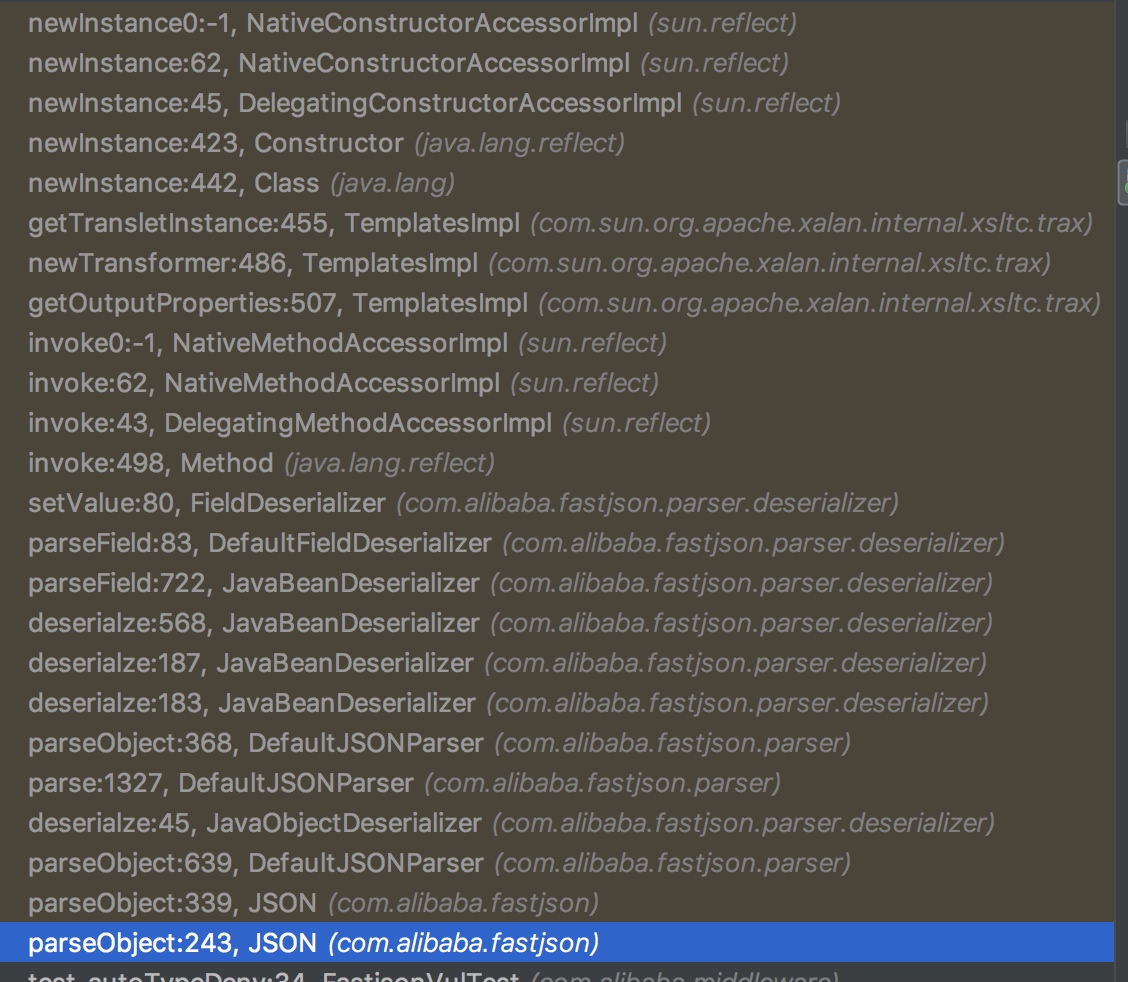 newInstance0:-1, NativeConstructorAccessorImpl (sun.reflect)
newInstance:62, NativeConstructorAccessorImpl (sun.reflect)
newInstance:45, DelegatingConstructorAccessorImpl (sun.reflect)
newInstance:423, Constructor (java.lang.reflect)
newInstance:442, Class (java.lang)
getTransletInstance:455, TemplatesImpl (com.sun.org.apache.xalan.internal.xsltc.trax)
newTransformer:486, TemplatesImpl (com.sun.org.apache.xalan.internal.xsltc.trax)
getOutputProperties:507, TemplatesImpl (com.sun.org.apache.xalan.internal.xsltc.trax)
invoke0:-1, NativeMethodAccessorImpl (sun.reflect)
invoke:62, NativeMethodAccessorImpl (sun.reflect)
invoke:43, DelegatingMethodAccessorImpl (sun.reflect)
invoke:498, Method (java.lang.reflect)
setValue:80, FieldDeserializer (com.alibaba.fastjson.parser.deserializer)
parseField:83, DefaultFieldDeserializer (com.alibaba.fastjson.parser.deserializer)
parseField:722, JavaBeanDeserializer (com.alibaba.fastjson.parser.deserializer)
deserialze:568, JavaBeanDeserializer (com.alibaba.fastjson.parser.deserializer)
deserialze:187, JavaBeanDeserializer (com.alibaba.fastjson.parser.deserializer)
deserialze:183, JavaBeanDeserializer (com.alibaba.fastjson.parser.deserializer)
parseObject:368, DefaultJSONParser (com.alibaba.fastjson.parser)
parse:1327, DefaultJSONParser (com.alibaba.fastjson.parser)
deserialze:45, JavaObjectDeserializer (com.alibaba.fastjson.parser.deserializer)
parseObject:639, DefaultJSONParser (com.alibaba.fastjson.parser)
parseObject:339, JSON (com.alibaba.fastjson)
parseObject:243, JSON (com.alibaba.fastjson)
test_autoTypeDeny:34, FastjsonVulTest (com.alibaba.middleware)